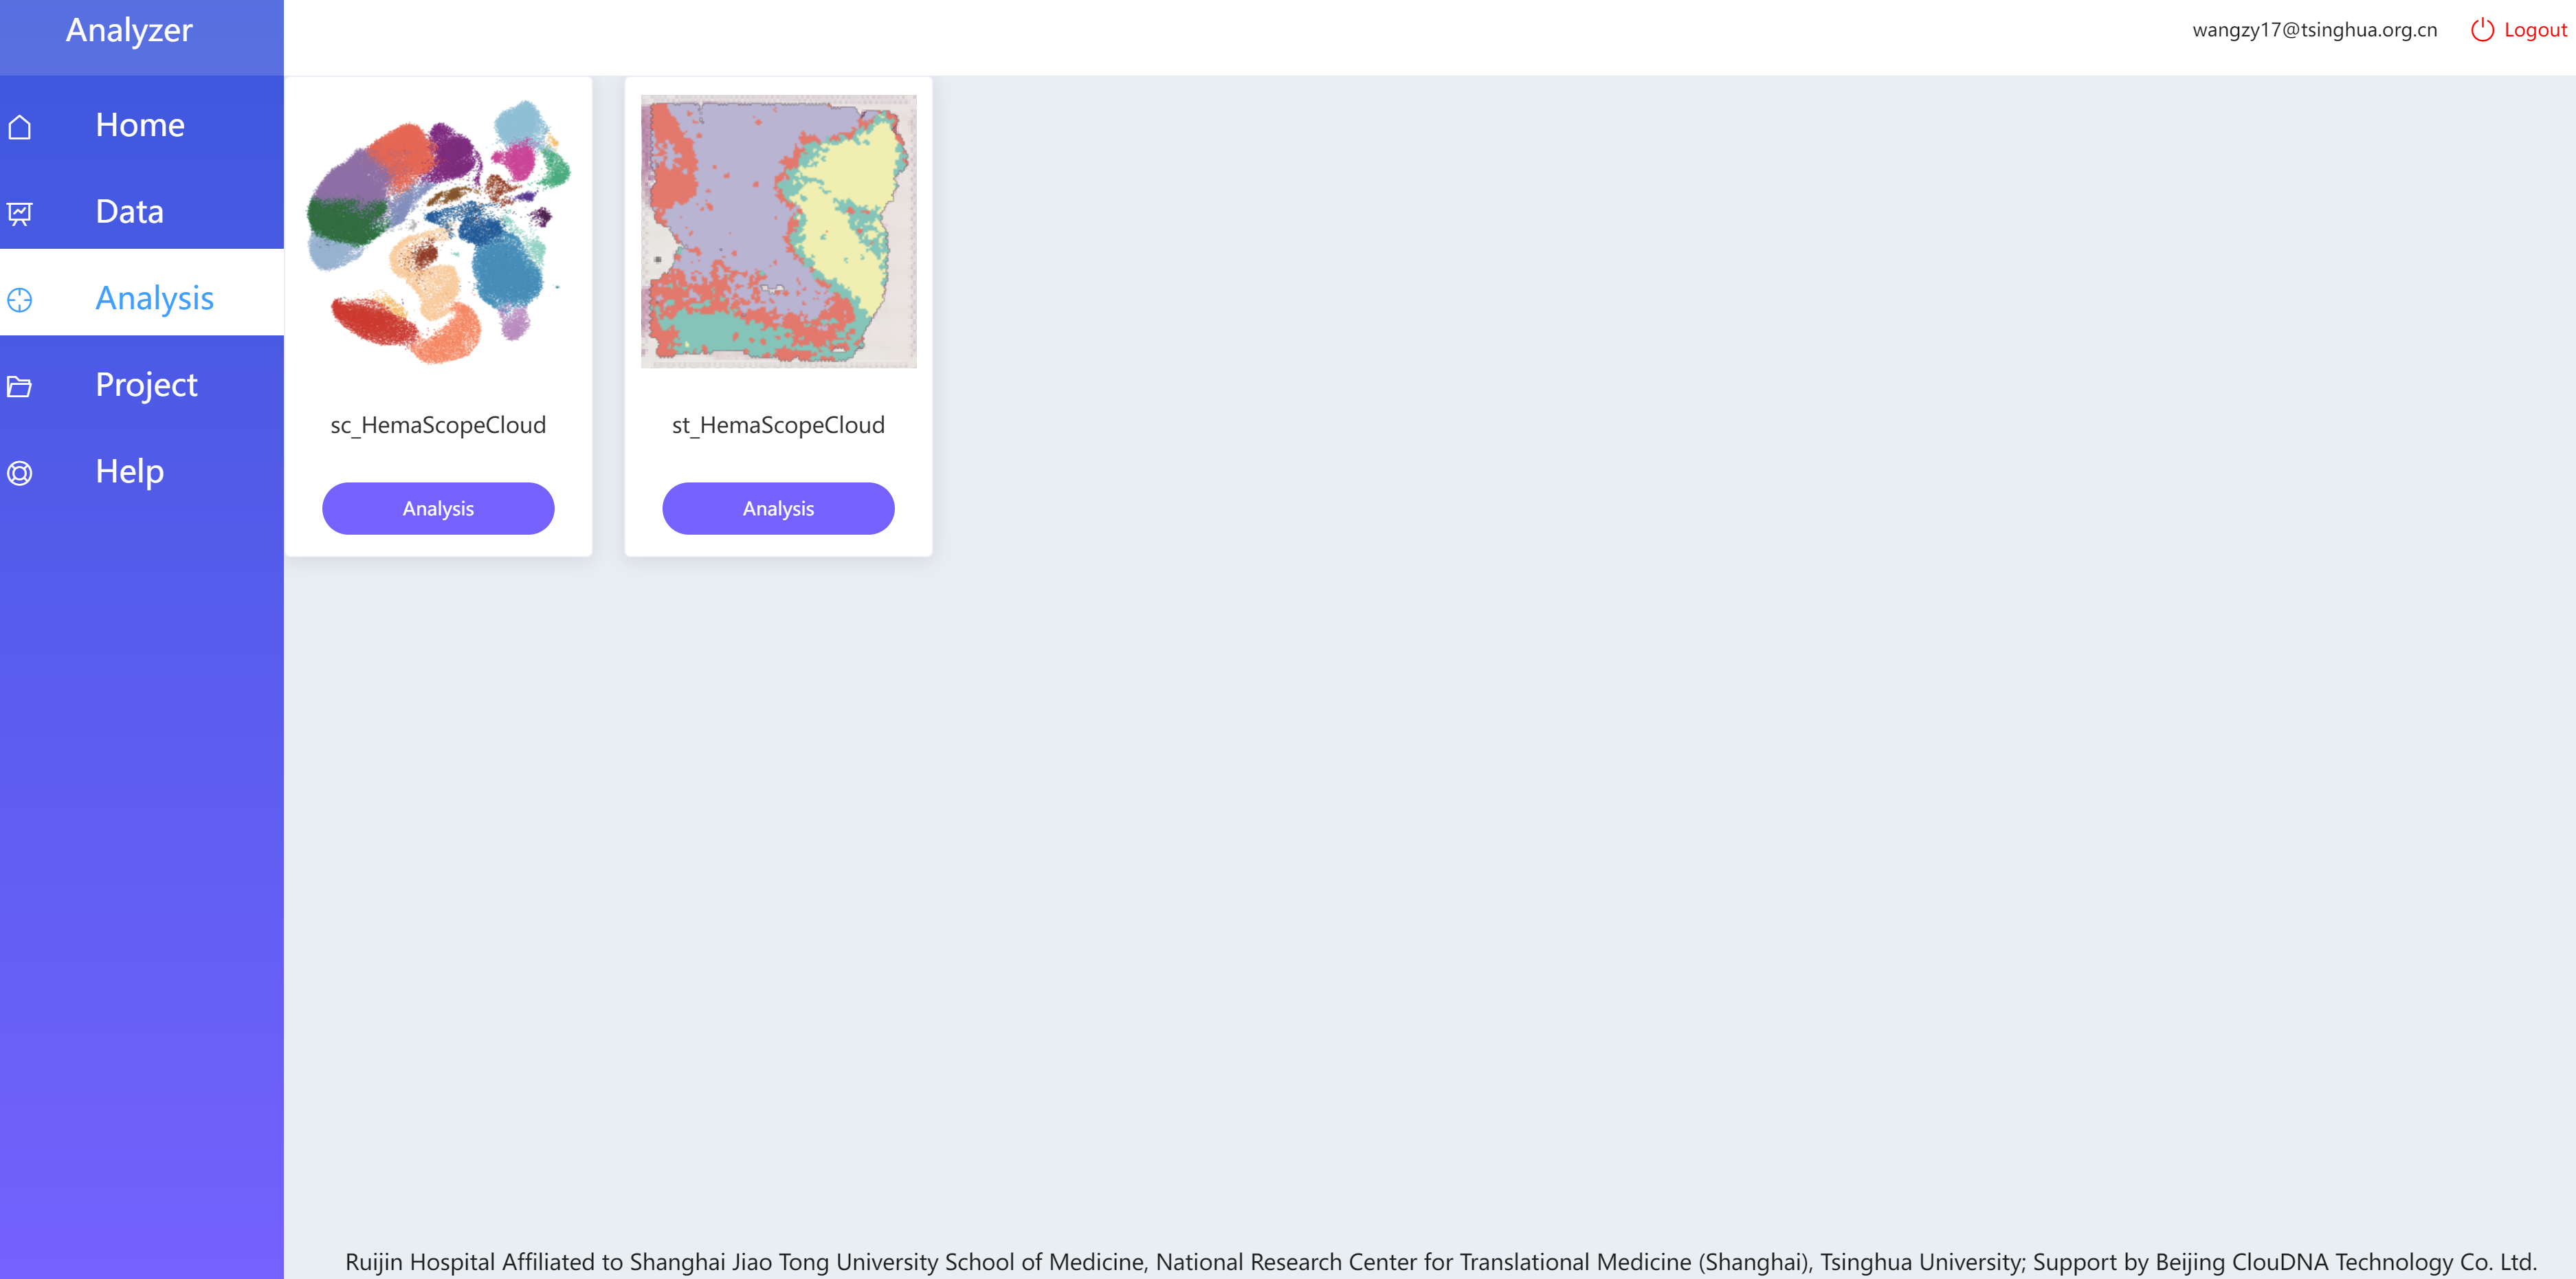 Analyzer
wangzy17@tsinghua.org.cn Logout
Home
Data
Analysis
Project
Help
sc_HemaScopeCloud
Analysis
st_HemaScopeCloud
Analysis
Ruijin Hospital Affiliated to Shanghai Jiao Tong University School of Medicine, National Research Center for Translational Medicine (Shanghai), Tsinghua University; Support by Beijing ClouDNA Technology Co. Ltd.